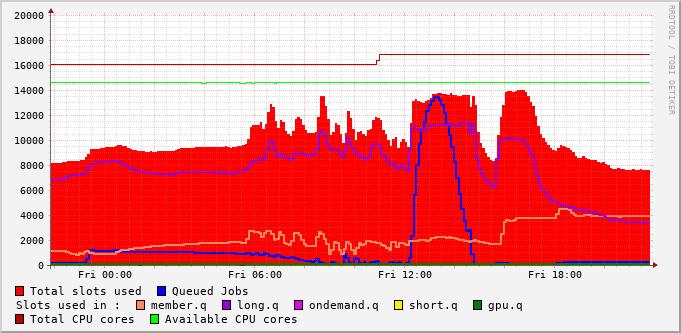 20000
18000
16000
14000
12000
10000
8000
6000
4000
2000
0
Fri 00:00 Fri 06:00 Fri 12:00 Fri 18:00
RRDTOOL / TOBI OETIKER
Total slots used Queued Jobs
Slots used in : member.q long.q ondemand.q short.q gpu.q
Total CPU cores Available CPU cores